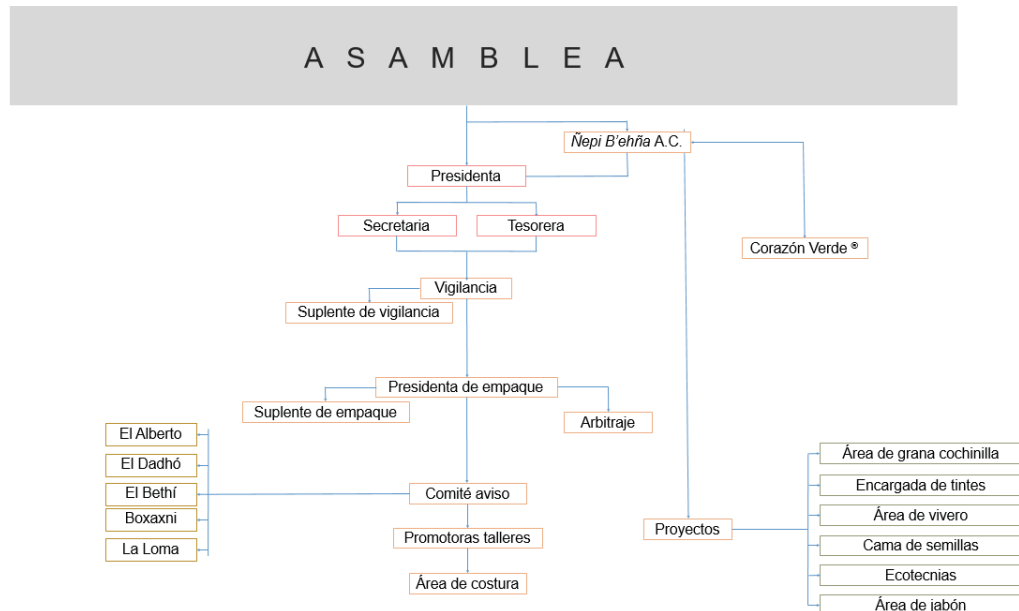 A S A M B L E A
Ñepi B'ehña A.C.
Presidenta
Secretaria
Tesorera
Corazón Verde ®
Vigilancia
Suplente de vigilancia
Presidenta de empaque
Suplente de empaque
Arbitraje
El Alberto
El Dadhó
El Bethí
Boxaxni
La Loma
Comité aviso
Promotoras talleres
Área de costura
Proyectos
Área de grana cochinilla
Encargada de tintes
Área de vivero
Cama de semillas
Ecotecnias
Área de jabón